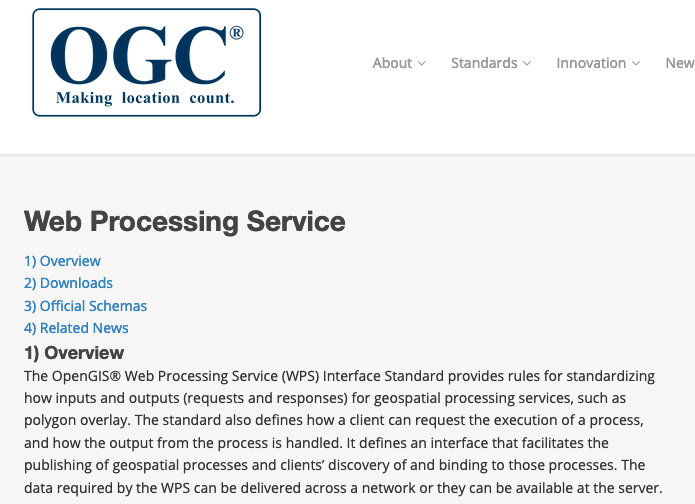 OGC®
Making location count.
About
Standards
Innovation
New
Web Processing Service
1) Overview
2) Downloads
3) Official Schemas
4) Related News
1) Overview
The OpenGIS® Web Processing Service (WPS) Interface Standard provides rules for standardizing
how inputs and outputs (requests and responses) for geospatial processing services, such as
polygon overlay. The standard also defines how a client can request the execution of a process,
and how the output from the process is handled. It defines an interface that facilitates the
publishing of geospatial processes and clients’ discovery of and binding to those processes. The
data required by the WPS can be delivered across a network or they can be available at the server.